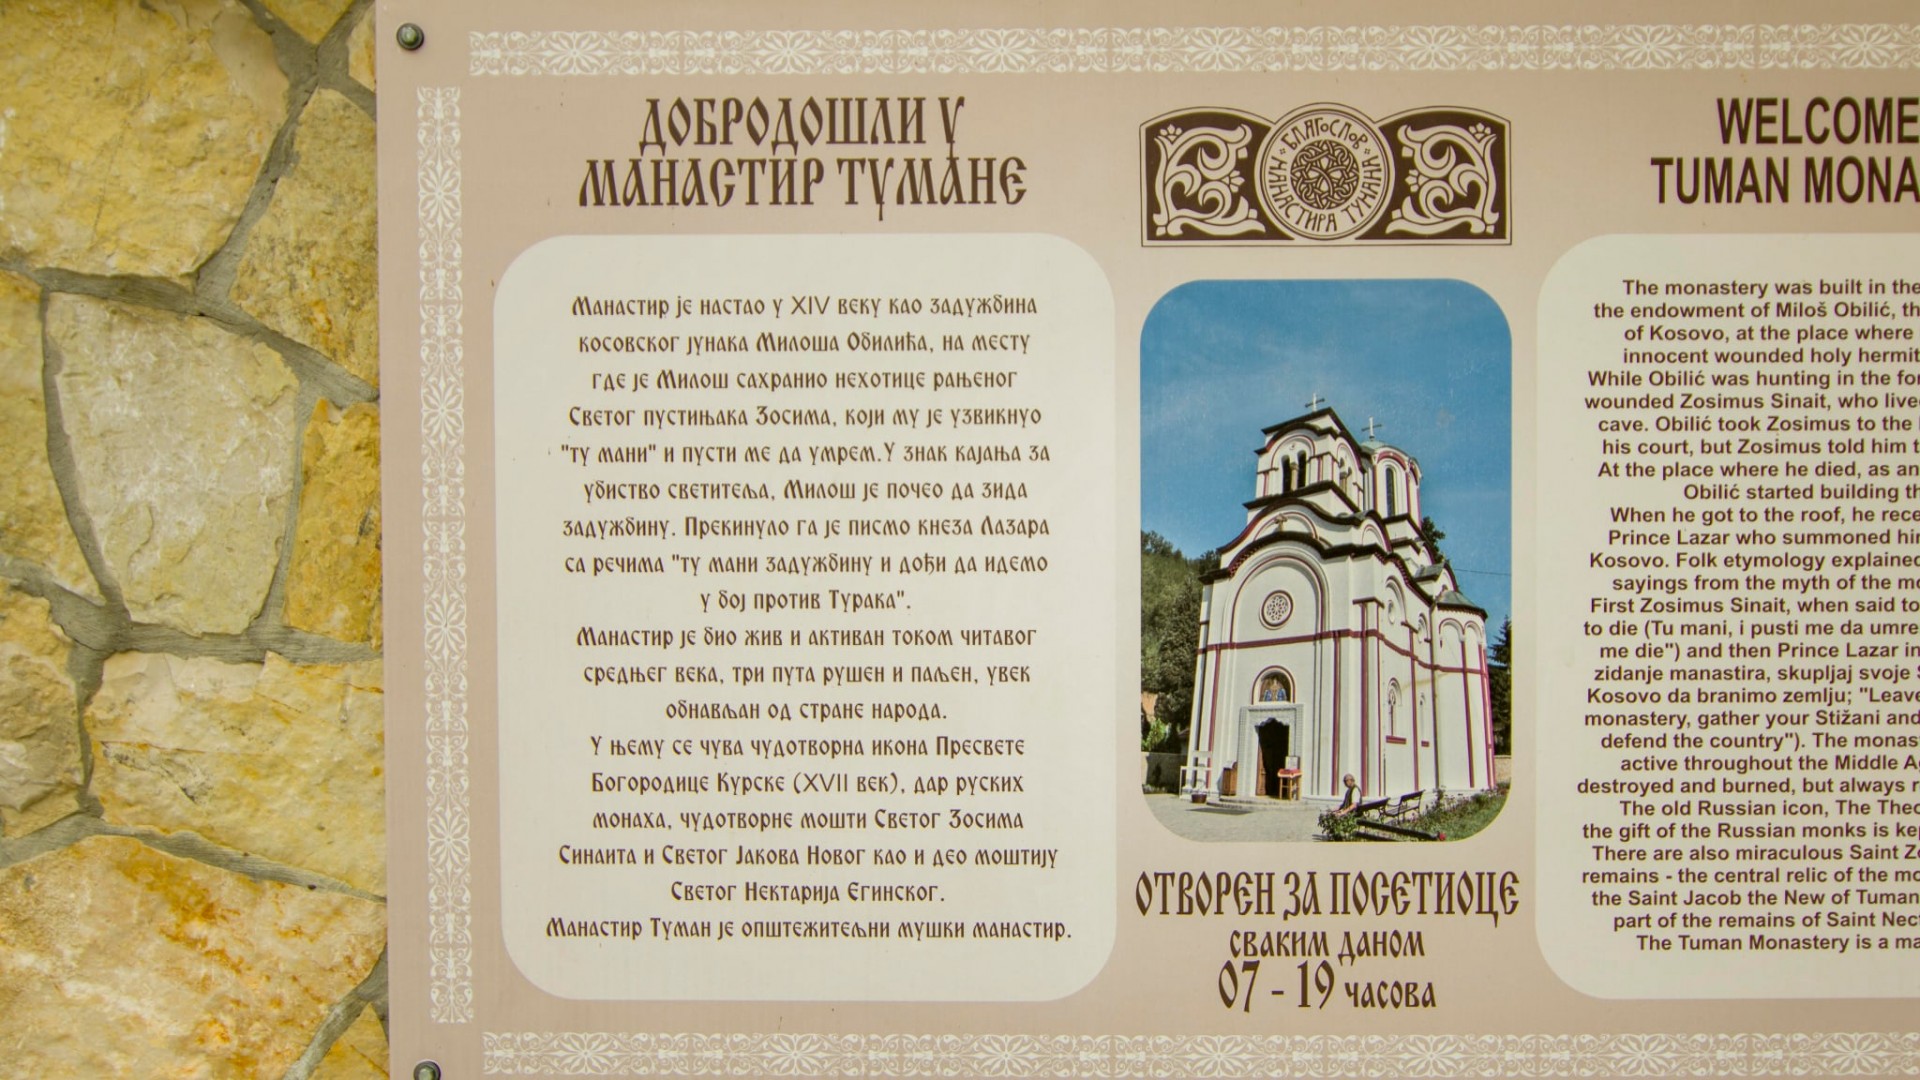 ДОБРОДОШЛИ У
МАНАСТИР ТУМАНЕ
Манастир је настао у XIV веку као задужбина
косовског јунака Милоша Обилића, на месту
где је Милош сахранио нехотице рањеног
Светог пустињака Зосима, који му је узвикнуо
"ту мани" и пусти ме да умрем.У знак кајања за
убиство светитеља, Милош је почео да зида
задужбину. Прекинуло га је писмо кнеза Лазара
са речима "ту мани задужбину и дођи да идемо
у бој против Турака".
Манастир је био жив и активан током читавог
средњег века, три пута рушен и паљен, увек
обнављан од стране народа.
У њему се чува чудотворна икона Пресвете
Богородице Курске (XVII век), дар руских
монаха, чудотворне мошти Светог Зосима
Синаита и Светог Јакова Новог као и део моштију
Светог Нектарија Егинског.
Манастир Туман је општежитељни мушки манастир.
БЛАГОСЛОВ
МАНАСТИРА ТУМАНА
ОТВОРЕН ЗА ПОСЕТИОЦЕ
СВАКИМ ДАНОМ
07 - 19 ЧАСОВА
WELCOME
TUMAN MONA
The monastery was built in the
the endowment of Miloš Obilić, th
of Kosovo, at the place where
innocent wounded holy hermit
While Obilić was hunting in the for
wounded Zosimus Sinait, who live
cave. Obilić took Zosimus to the
his court, but Zosimus told him t
At the place where he died, as an
Obilić started building th
When he got to the roof, he rece
Prince Lazar who summoned hi
Kosovo. Folk etymology explained
sayings from the myth of the mo
First Zosimus Sinait, when said to
to die (Tu mani, i pusti me da umre
me die") and then Prince Lazar in
zidanje manastira, skupljaj svoje S
Kosovo da branimo zemlju; "Leave
monastery, gather your Stižani and
defend the country"). The monast
active throughout the Middle Ag
destroyed and burned, but always r
The old Russian icon, The Theo
the gift of the Russian monks is kep
There are also miraculous Saint Zo
remains - the central relic of the mo
the Saint Jacob the New of Tuman
part of the remains of Saint Nect
The Tuman Monastery is a ma